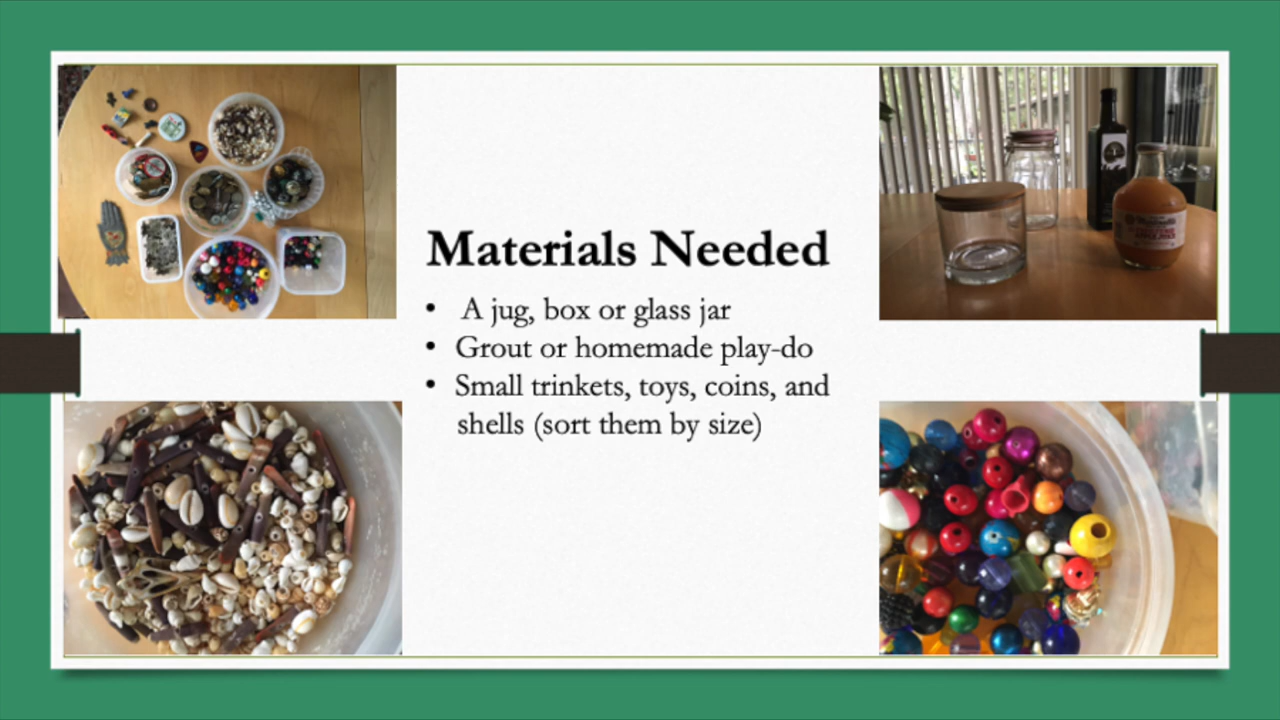 Materials Needed
• A jug, box or glass jar
• Grout or homemade play-do
• Small trinkets, toys, coins, and
shells (sort them by size)